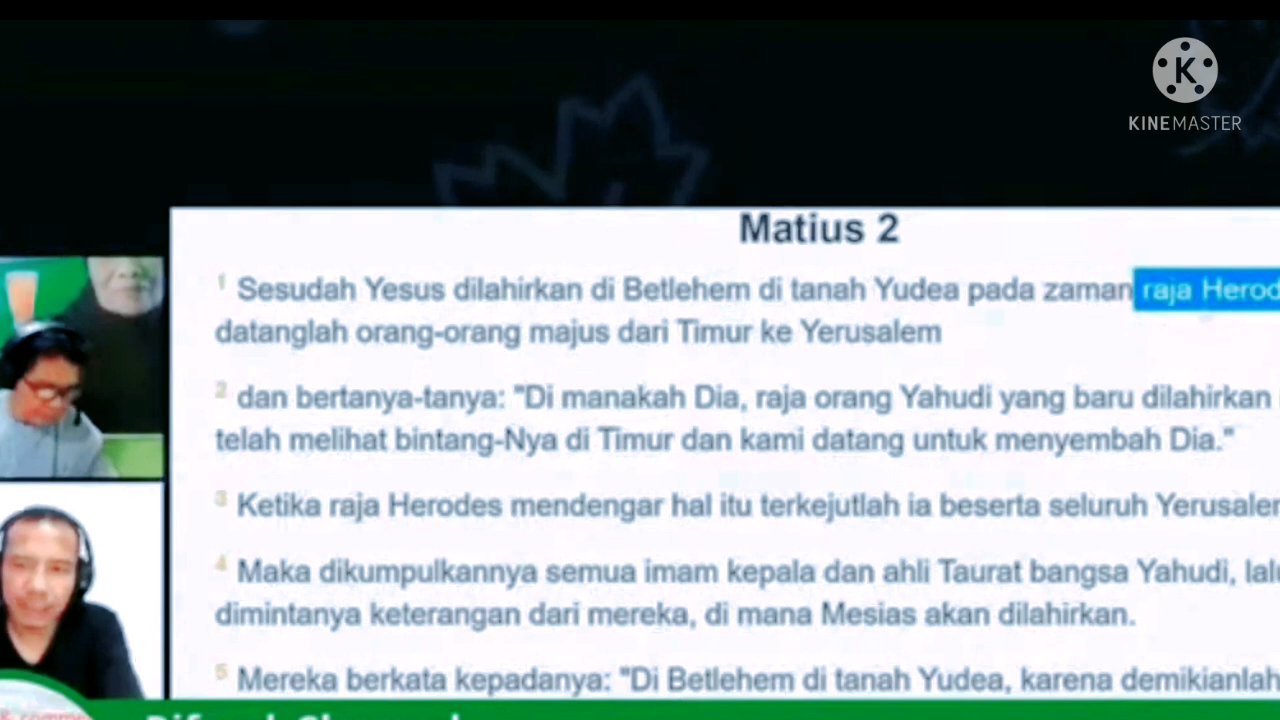 KINEMASTER
Matius 2
1 Sesudah Yesus dilahirkan di Betlehem di tanah Yudea pada zaman raja Herod
datanglah orang-orang majus dari Timur ke Yerusalem
2 dan bertanya-tanya: "Di manakah Dia, raja orang Yahudi yang baru dilahirkan
telah melihat bintang-Nya di Timur dan kami datang untuk menyembah Dia."
3 Ketika raja Herodes mendengar hal itu terkejutlah ia beserta seluruh Yerusalem
4 Maka dikumpulkannya semua imam kepala dan ahli Taurat bangsa Yahudi, lalu
dimintanya keterangan dari mereka, di mana Mesias akan dilahirkan.
5 Mereka berkata kepadanya: "Di Betlehem di tanah Yudea, karena demikianlah